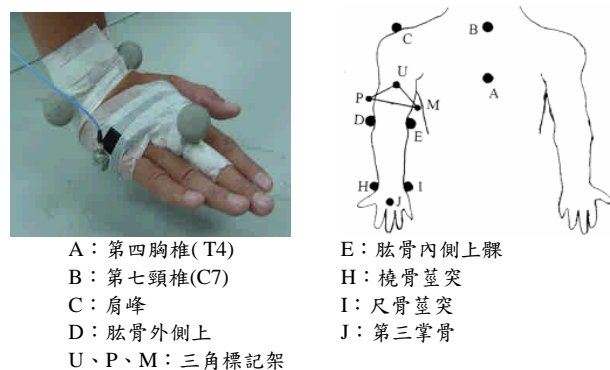 C
B
U
A
P
M
D
E
H
I
J
A：第四胸椎( T4)
B：第七頸椎(C7)
C：肩峰
D：肱骨外側上
U、P、M：三角標記架
E：肱骨內側上髁
H：橈骨莖突
I：尺骨莖突
J：第三掌骨